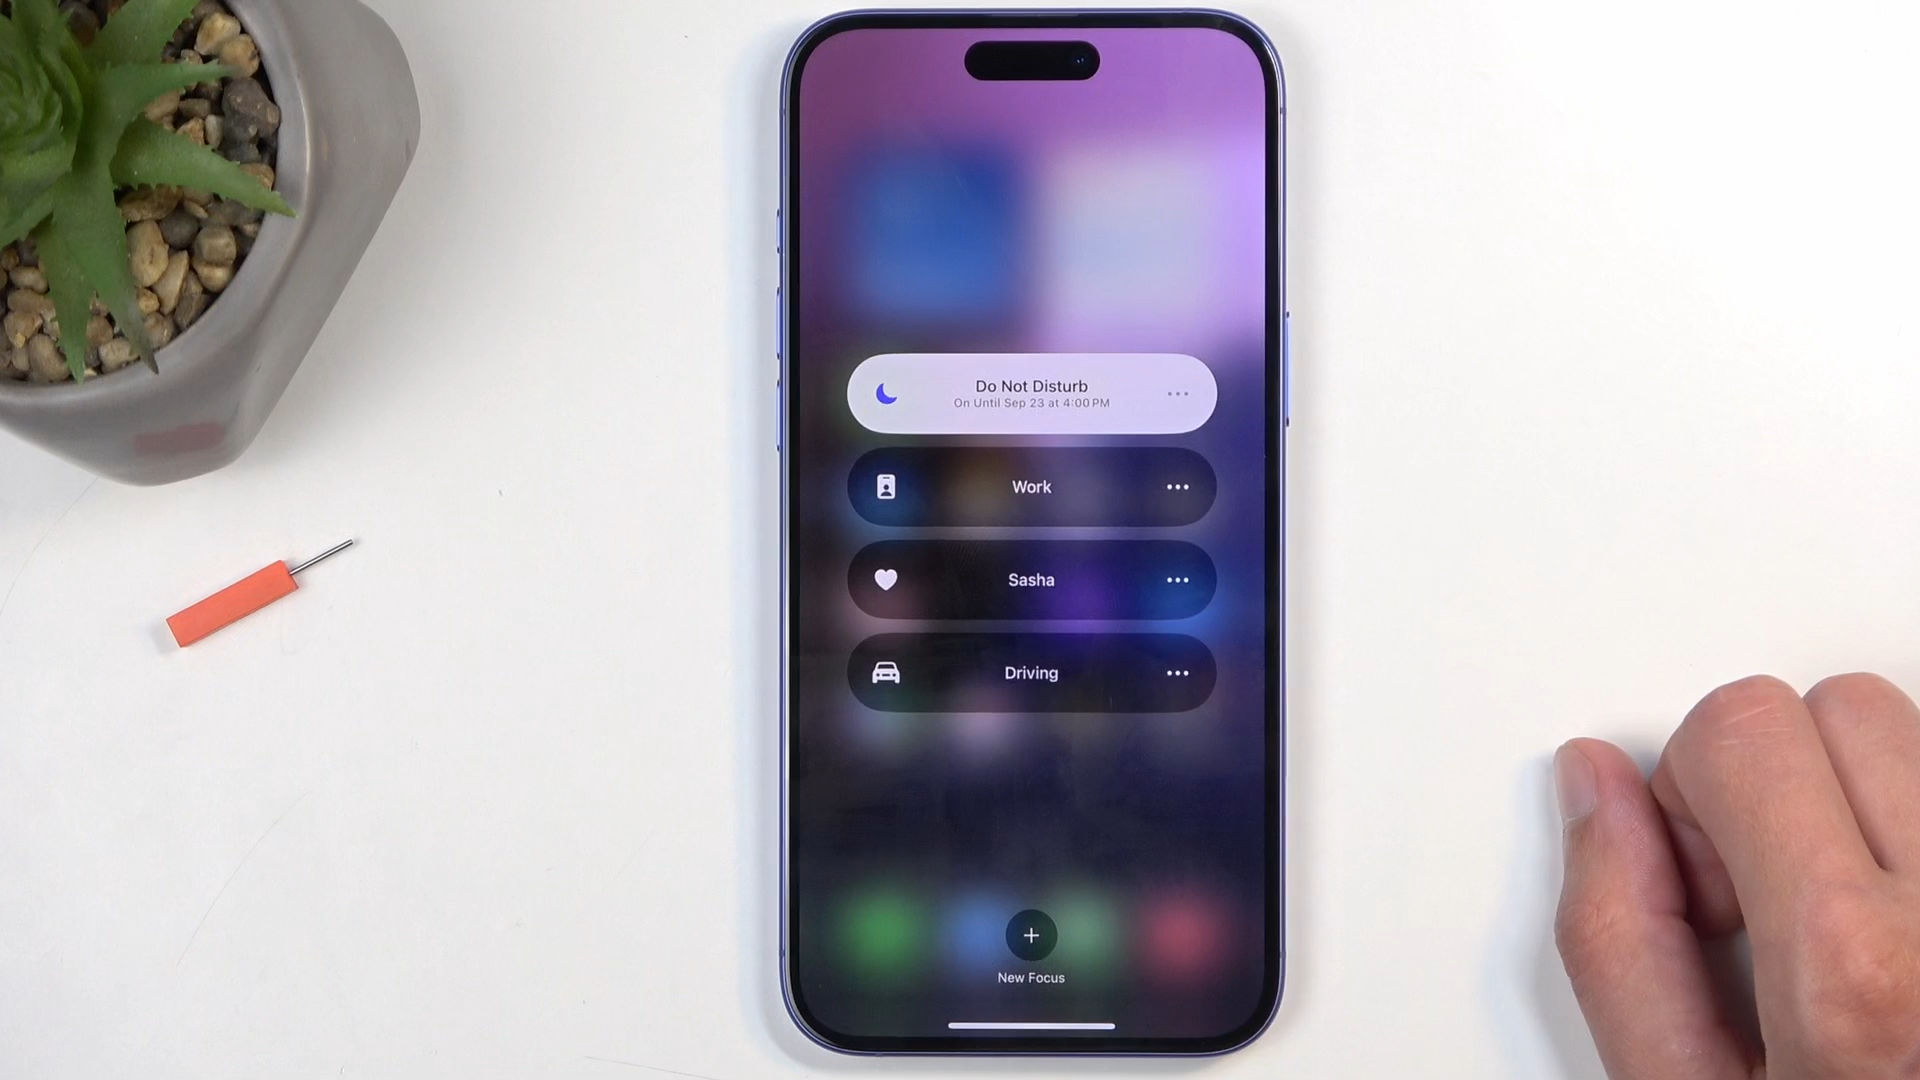 Do Not Disturb
On Until Sep 23 at 4:00 PM
Work
Sasha
Driving
New Focus